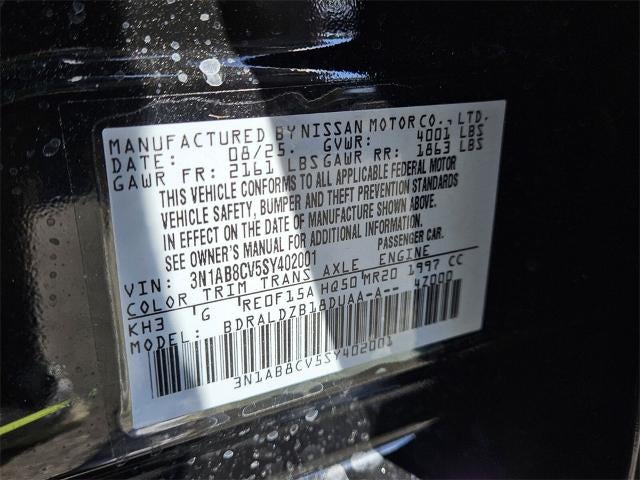 MANUFACTURED BY NISSAN MOTOR CO., LTD.
DATE: 08/25. GVWR: 4001 LBS
GAWR FR: 2161 LBS GAWR RR: 1863 LBS
THIS VEHICLE CONFORMS TO ALL APPLICABLE FEDERAL MOTOR
VEHICLE SAFETY, BUMPER AND THEFT PREVENTION STANDARDS
IN EFFECT ON THE DATE OF MANUFACTURE SHOWN ABOVE.
SEE OWNER'S MANUAL FOR ADDITIONAL INFORMATION.
VIN: 3N1AB8CV5SY402001 PASSENGER CAR.
COLOR TRIM TRANS AXLE ENGINE
KH3 'G 'RE0F15A HQ50 MR20 1997 CC
MODEL: BDRALDZB18DUAA-A-- 47000
3N1AB8CV5SY402001